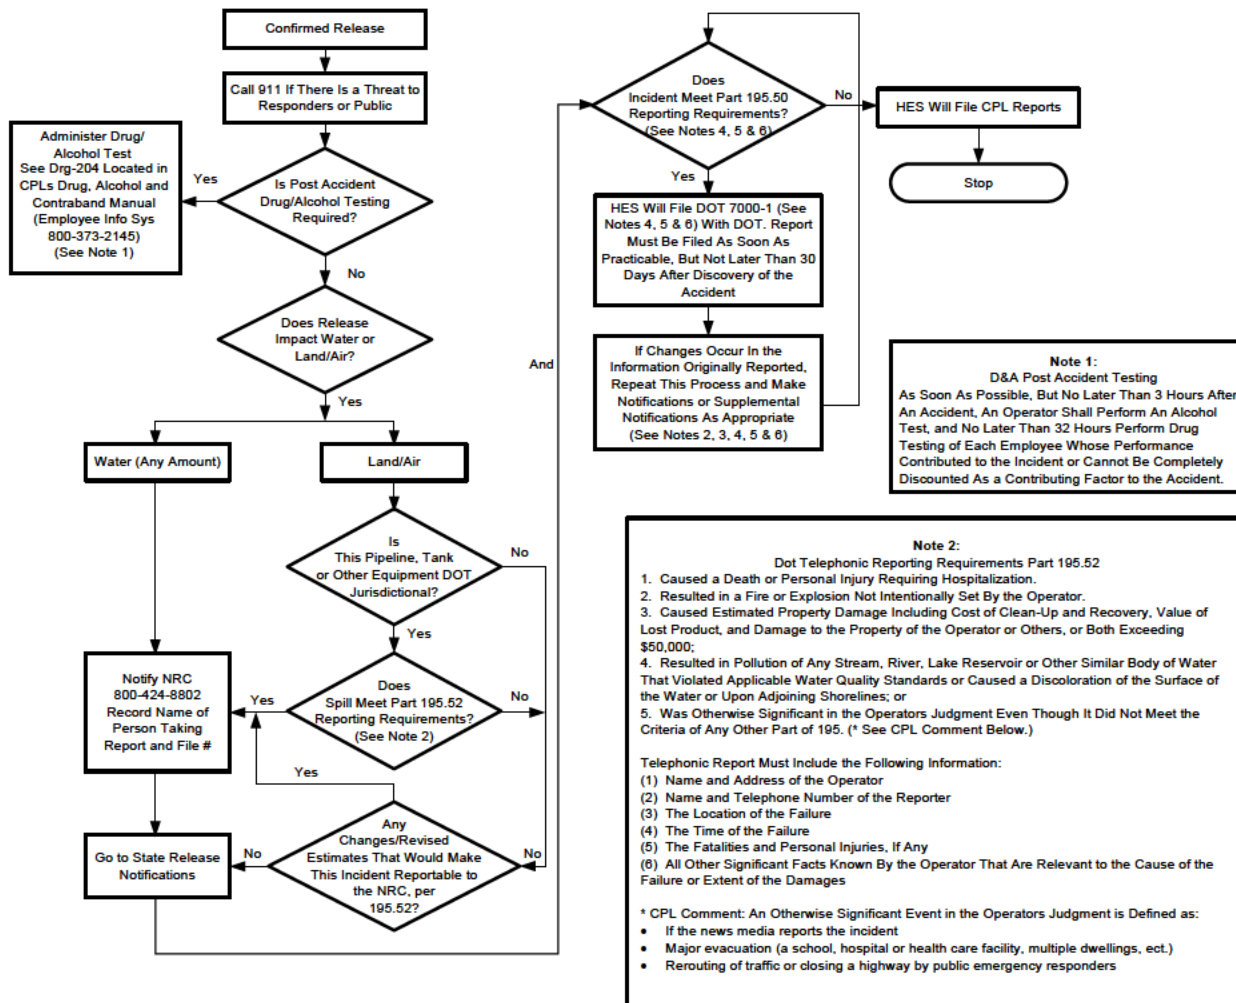 Confirmed Release
Call 911 If There Is a Threat to
Responders or Public
Administer Drug/
Alcohol Test
See Drg-204 Located in
CPLs Drug, Alcohol and
Contraband Manual
(Employee Info Sys
800-373-2145)
(See Note 1)
Yes
Is Post Accident
Drug/Alcohol Testing
Required?
No
Does Release
Impact Water or
Land/Air?
Yes
Water (Any Amount)
Land/Air
Is
This Pipeline, Tank
or Other Equipment DOT
Jurisdictional?
No
Yes
Does
Spill Meet Part 195.52
Reporting Requirements?
(See Note 2)
No
Yes
Notify NRC
800-424-8802
Record Name of
Person Taking
Report and File #
Yes
Any
Changes/Revised
Estimates That Would Make
This Incident Reportable to
the NRC, per
195.52?
No
No
Go to State Release
Notifications
And
Does
Incident Meet Part 195.50
Reporting Requirements?
(See Notes 4, 5 & 6)
No
HES Will File CPL Reports
Stop
Yes
HES Will File DOT 7000-1 (See
Notes 4, 5 & 6) With DOT. Report
Must Be Filed As Soon As
Practicable, But Not Later Than 30
Days After Discovery of the
Accident
If Changes Occur In the
Information Originally Reported,
Repeat This Process and Make
Notifications or Supplemental
Notifications As Appropriate
(See Notes 2, 3, 4, 5 & 6)
Note 1:
D&A Post Accident Testing
As Soon As Possible, But No Later Than 3 Hours After
An Accident, An Operator Shall Perform An Alcohol
Test, and No Later Than 32 Hours Perform Drug
Testing of Each Employee Whose Performance
Contributed to the Incident or Cannot Be Completely
Discounted As a Contributing Factor to the Accident.
Note 2:
Dot Telephonic Reporting Requirements Part 195.52
1. Caused a Death or Personal Injury Requiring Hospitalization.
2. Resulted in a Fire or Explosion Not Intentionally Set By the Operator.
3. Caused Estimated Property Damage Including Cost of Clean-Up and Recovery, Value of
Lost Product, and Damage to the Property of the Operator or Others, or Both Exceeding
$50,000;
4. Resulted in Pollution of Any Stream, River, Lake Reservoir or Other Similar Body of Water
That Violated Applicable Water Quality Standards or Caused a Discoloration of the Surface of
the Water or Upon Adjoining Shorelines; or
5. Was Otherwise Significant in the Operators Judgment Even Though It Did Not Meet the
Criteria of Any Other Part of 195. (* See CPL Comment Below.)
Telephonic Report Must Include the Following Information:
(1) Name and Address of the Operator
(2) Name and Telephone Number of the Reporter
(3) The Location of the Failure
(4) The Time of the Failure
(5) The Fatalities and Personal Injuries, If Any
(6) All Other Significant Facts Known By the Operator That Are Relevant to the Cause of the
Failure or Extent of the Damages
* CPL Comment: An Otherwise Significant Event in the Operators Judgment is Defined as:
• If the news media reports the incident
• Major evacuation (a school, hospital or health care facility, multiple dwellings, ect.)
• Rerouting of traffic or closing a highway by public emergency responders